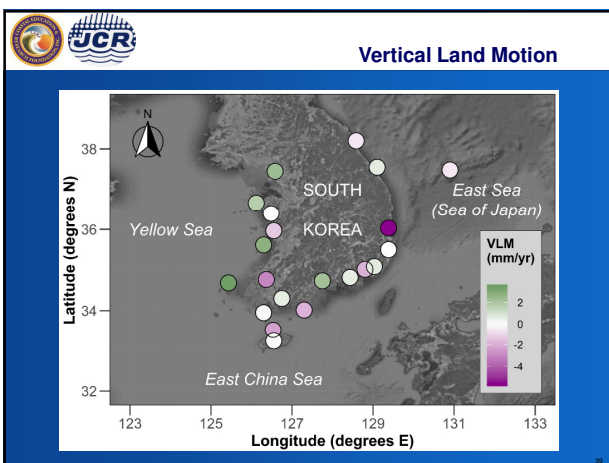 JCR
Vertical Land Motion
N
38
36
34
32
Latitude (degrees N)
SOUTH
KOREA
East Sea
(Sea of Japan)
Yellow Sea
East China Sea
VLM
(mm/yr)
2
0
-2
-4
123
125
127
129
131
133
Longitude (degrees E)